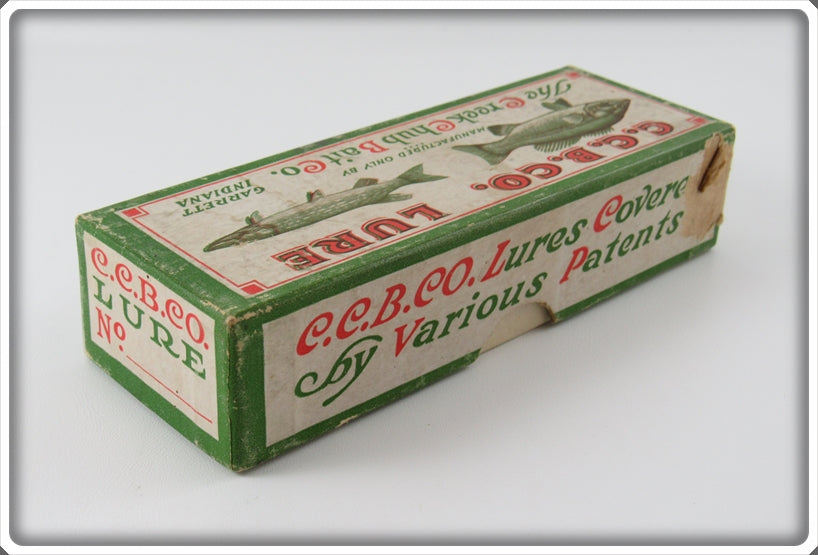 C.C.B.CO. LURE
MANUFACTURED ONLY BY
The Creek Chub Bait Co.
GARRETT
INDIANA
C.C.B.CO.
LURE
No.
C.C.B.CO. Lures Covere
by Various Patents